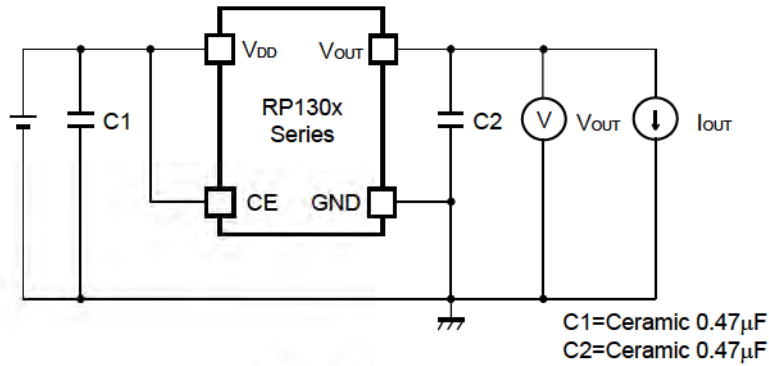 VDD
VOUT
RP130x
Series
C1
C2
V
VOUT
IOUT
CE
GND
C1=Ceramic 0.47μF
C2=Ceramic 0.47μF